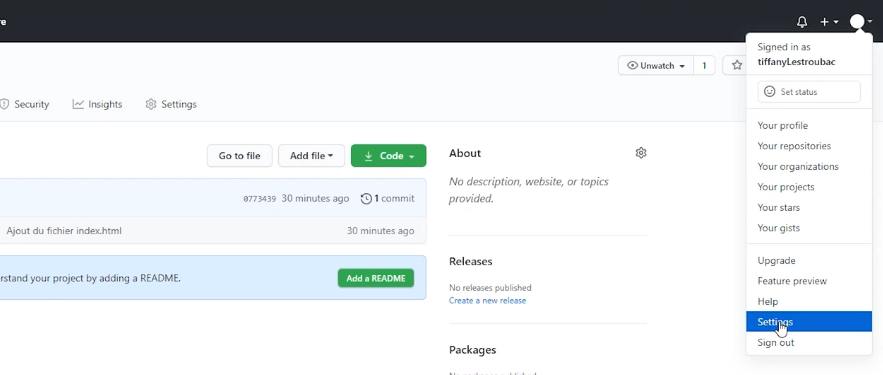 re
Signed in as
tiffanyLestroubac
Set status
Your profile
Your repositories
Your organizations
Your projects
Your stars
Your gists
Upgrade
Feature preview
Help
Settings
Sign out
Unwatch 1
Security Insights Settings
Go to file Add file Code
0773439 30 minutes ago 1 commit
Ajout du fichier index.html 30 minutes ago
rstand your project by adding a README. Add a README
About
No description, website, or topics
provided.
Releases
No releases published
Create a new release
Packages